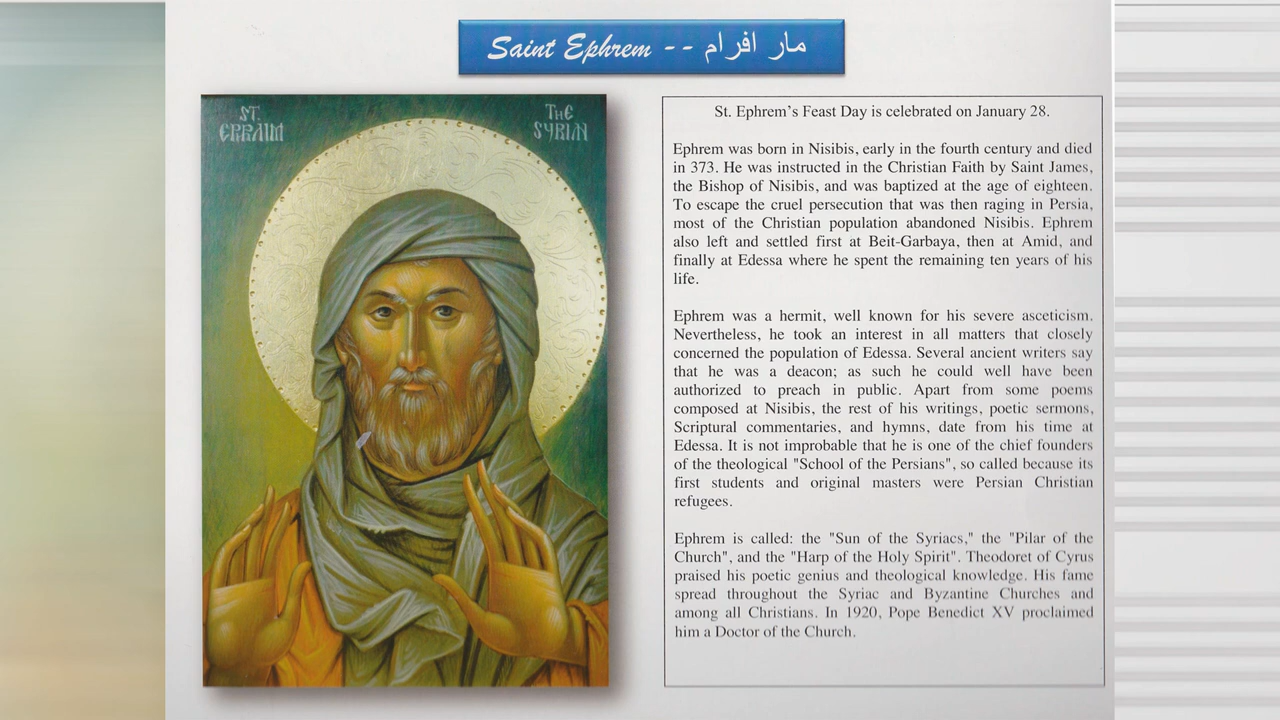 Saint Ephrem -- مار افرام
ST. EPHRAIM
THE SYRIAN
St. Ephrem's Feast Day is celebrated on January 28.
Ephrem was born in Nisibis, early in the fourth century and died
in 373. He was instructed in the Christian Faith by Saint James,
the Bishop of Nisibis, and was baptized at the age of eighteen.
To escape the cruel persecution that was then raging in Persia,
most of the Christian population abandoned Nisibis. Ephrem
also left and settled first at Beit-Garbaya, then at Amid, and
finally at Edessa where he spent the remaining ten years of his
life.
Ephrem was a hermit, well known for his severe asceticism.
Nevertheless, he took an interest in all matters that closely
concerned the population of Edessa. Several ancient writers say
that he was a deacon; as such he could well have been
authorized to preach in public. Apart from some poems
composed at Nisibis, the rest of his writings, poetic sermons,
Scriptural commentaries, and hymns, date from his time at
Edessa. It is not improbable that he is one of the chief founders
of the theological "School of the Persians", so called because its
first students and original masters were Persian Christian
refugees.
Ephrem is called: the "Sun of the Syriacs," the "Pilar of the
Church", and the "Harp of the Holy Spirit". Theodoret of Cyrus
praised his poetic genius and theological knowledge. His fame
spread throughout the Syriac and Byzantine Churches and
among all Christians. In 1920, Pope Benedict XV proclaimed
him a Doctor of the Church.